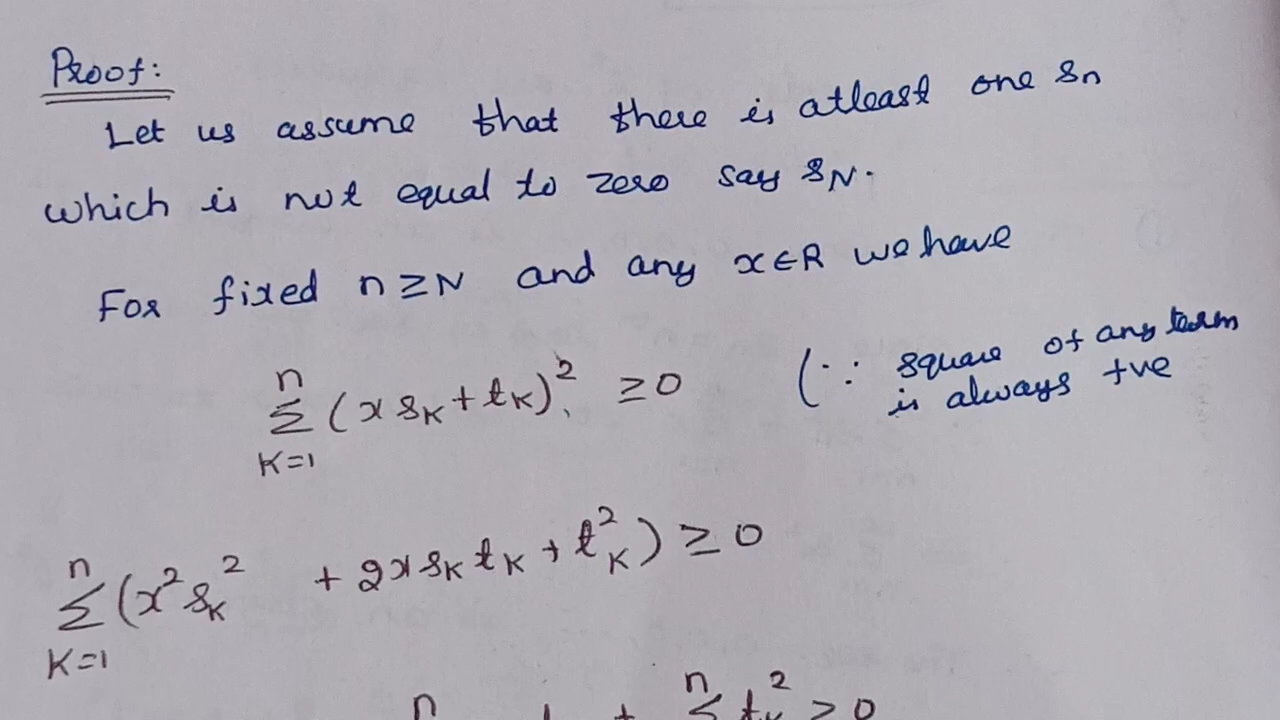 Proof:
Let us assume that there is atleast one sn
which is not equal to zero say sN.
For fixed n ≥ N and any x ∈ R we have
n
Σ (x sK + tK)² ≥ 0 (∵ square of any term
K=1 is always +ve
n
Σ (x² sK² + 2x sK tK + tK²) ≥ 0
K=1
n n
Σ tK² ≥ 0